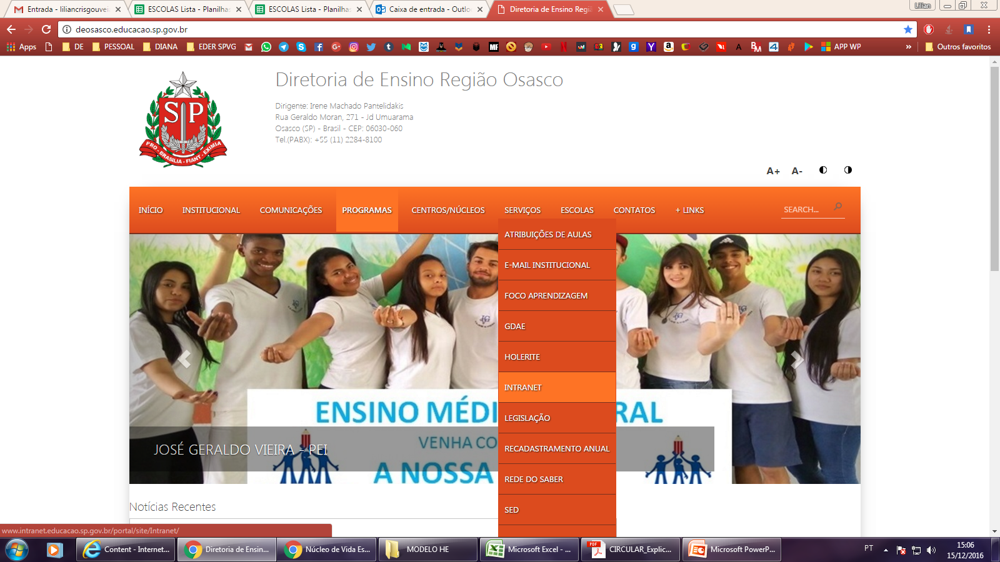 Entrada - liliancrisgouvei
ESCOLAS Lista - Planilhas
ESCOLAS Lista - Planilhas
Caixa de entrada - Outlo
Diretoria de Ensino Regiã
Lilian
deosasco.educacao.sp.gov.br
Apps
DE
PESSOAL
DIANA
EDER SPVG
APP WP
Outros favoritos
Diretoria de Ensino Região Osasco
Dirigente: Irene Machado Pantelidakis
Rua Geraldo Moran, 271 - Jd Umuarama
Osasco (SP) - Brasil - CEP: 06030-060
Tel.(PABX): +55 (11) 2284-8100
SP
PRO·BRASILIA·FIANT·EXIMIA
A+ A-
INÍCIO INSTITUCIONAL COMUNICAÇÕES PROGRAMAS CENTROS/NÚCLEOS SERVIÇOS ESCOLAS CONTATOS + LINKS SEARCH...
ATRIBUIÇÕES DE AULAS
E-MAIL INSTITUCIONAL
FOCO APRENDIZAGEM
GDAE
HOLERITE
INTRANET
LEGISLAÇÃO
RECADASTRAMENTO ANUAL
REDE DO SABER
SED
ENSINO MÉDI RAL
VENHA CO
A NOSSA
JOSÉ GERALDO VIEIRA - PEI
Notícias Recentes
www.intranet.educacao.sp.gov.br/portal/site/Intranet/
Content - Internet...
Diretoria de Ensin...
Núcleo de Vida Es...
MODELO HE
Microsoft Excel - ...
CIRCULAR_Explic...
Microsoft PowerP...
PT
15:06
15/12/2016